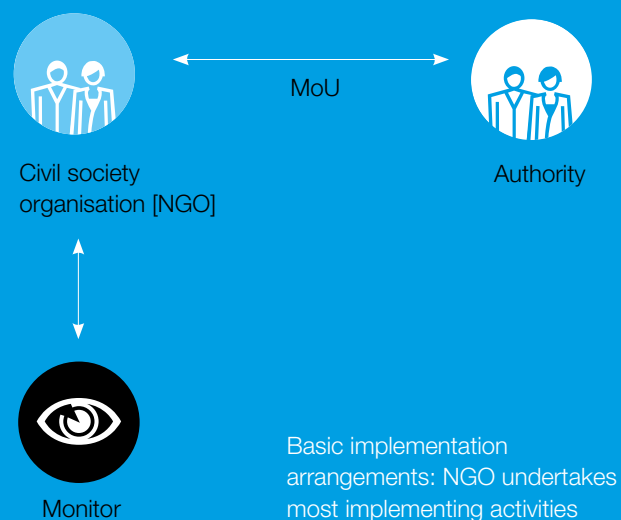 MoU
Civil society
organisation [NGO]
Authority
Monitor
Basic implementation
arrangements: NGO undertakes
most implementing activities